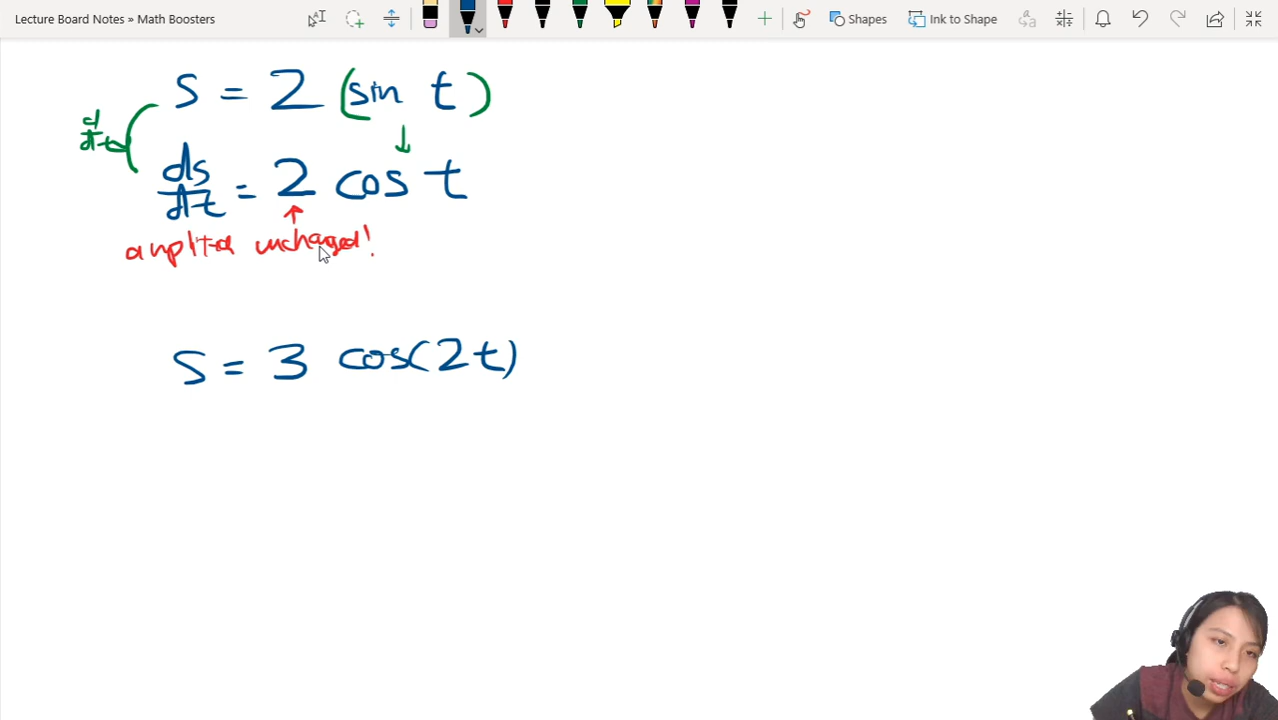 Lecture Board Notes » Math Boosters
Shapes
Ink to Shape
s = 2 (sin t)
d/dt
ds/dt = 2 cos t
unchanged!
s = 3 cos(2t)